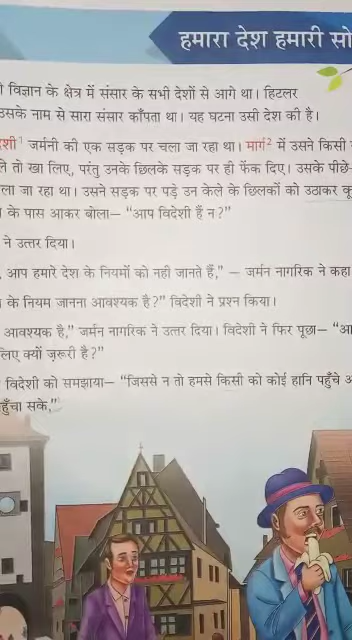 हमारा देश हमारी सो
विज्ञान के क्षेत्र में संसार के सभी देशों से आगे था। हिटलर
उसके नाम से सारा संसार काँपता था। यह घटना उसी देश की है।
शी¹ जर्मनी की एक सड़क पर चला जा रहा था। मार्ग² में उसने किसी
ले तो खा लिए, परंतु उनके छिलके सड़क पर ही फेंक दिए। उसके पीछे-
ला जा रहा था। उसने सड़क पर पड़े उन केले के छिलकों को उठाकर कू
के पास आकर बोला— “आप विदेशी हैं न?”
ने उत्तर दिया।
आप हमारे देश के नियमों को नही जानते हैं,” — जर्मन नागरिक ने कहा
के नियम जानना आवश्यक है?” विदेशी ने प्रश्न किया।
आवश्यक है,” जर्मन नागरिक ने उत्तर दिया। विदेशी ने फिर पूछा— “आ
लिए क्यों ज़रूरी है?”
विदेशी को समझाया— “जिससे न तो हमसे किसी को कोई हानि पहुँचे अ
हुँचा सके,”